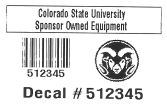 Colorado State University
Sponsor Owned Equipment
512345
Decal # 512345